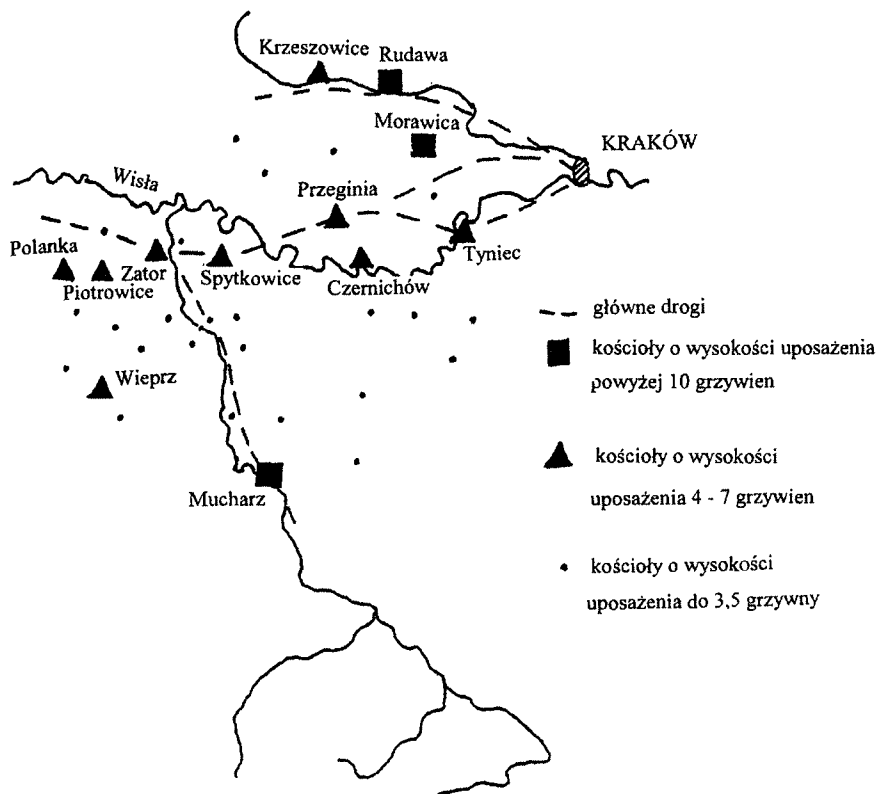 Krzeszowice
Rudawa
Morawica
KRAKÓW
Wisła
Przeginia
Polanka
Piotrowice
Zator
Spytkowice
Czernichów
Tyniec
Wieprz
Mucharz
główne drogi
kościoły o wysokości uposażenia
powyżej 10 grzywien
kościoły o wysokości
uposażenia 4 - 7 grzywien
kościoły o wysokości
uposażenia do 3,5 grzywny